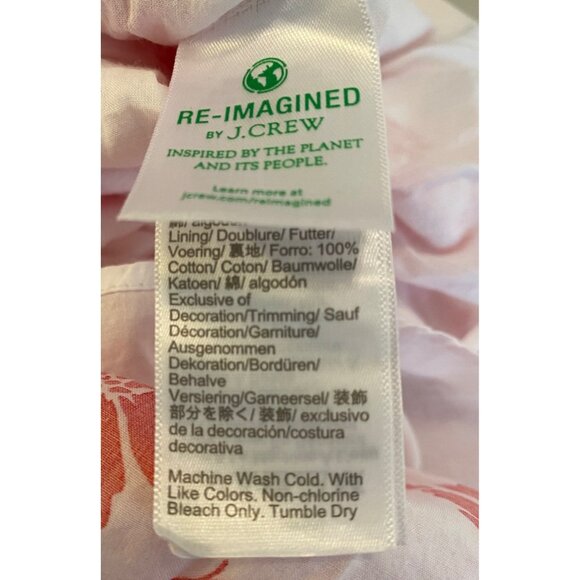 RE-IMAGINED
BY J.CREW
INSPIRED BY THE PLANET
AND ITS PEOPLE.
Learn more at
jcrew.com/reimagined
綿/ algodón
Lining/ Doublure/ Futter/
Voering/ 裏地/ Forro: 100%
Cotton/ Coton/ Baumwolle/
Katoen/ 綿/ algodón
Exclusive of
Decoration/Trimming/ Sauf
Décoration/Garniture/
Ausgenommen
Dekoration/Bordüren/
Behalve
Versiering/Garneersel/ 装飾
部分を除く/ 装飾/ exclusivo
de la decoración/costura
decorativa
Machine Wash Cold. With
Like Colors. Non-chlorine
Bleach Only. Tumble Dry